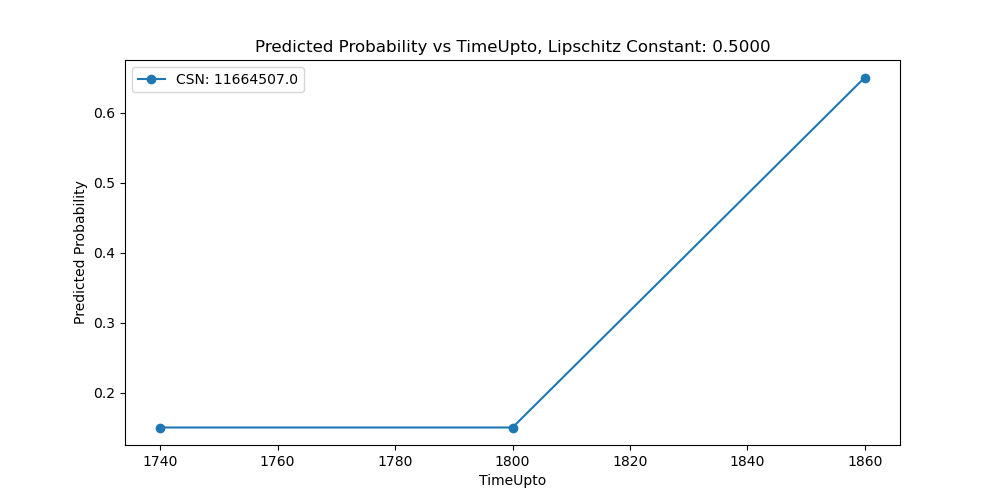 Predicted Probability vs TimeUpto, Lipschitz Constant: 0.5000
CSN: 11664507.0
Predicted Probability
0.6
0.5
0.4
0.3
0.2
1740 1760 1780 1800 1820 1840 1860
TimeUpto